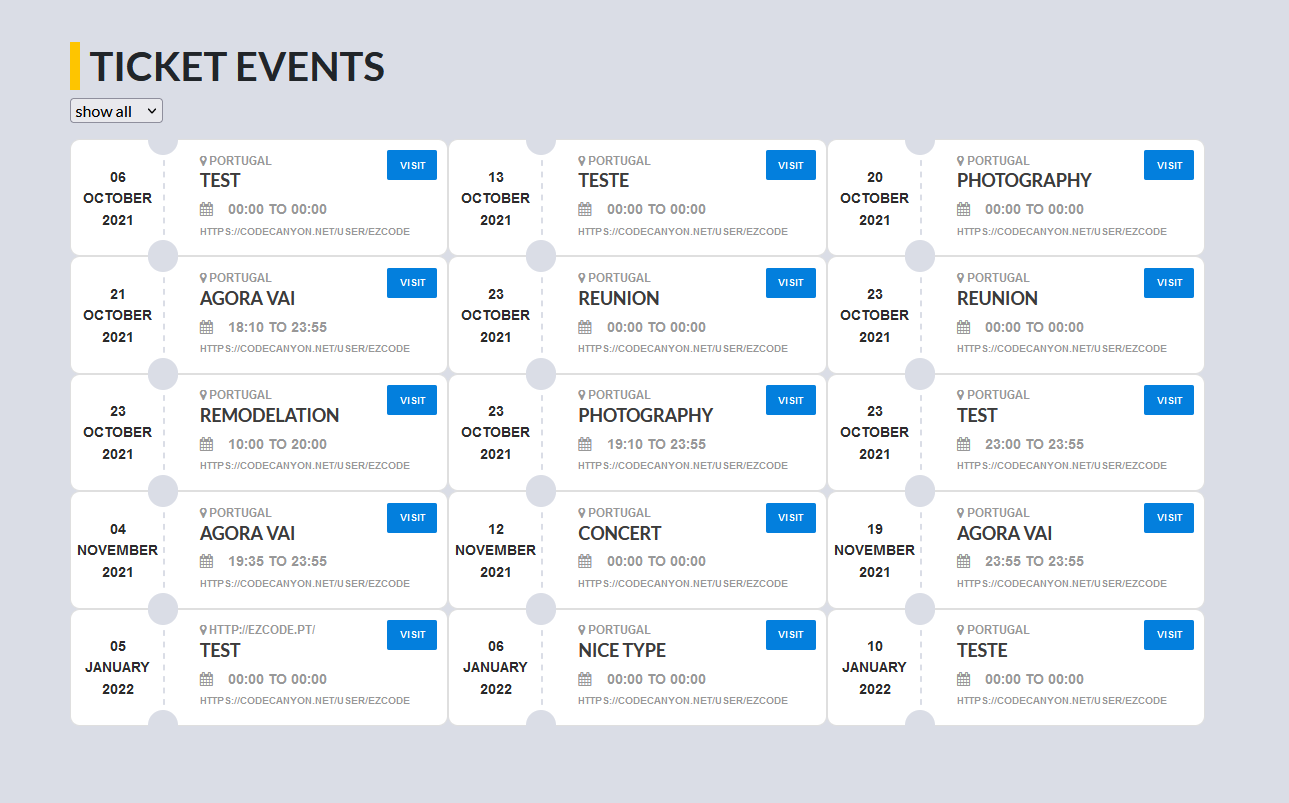 TICKET EVENTS
show all
06
OCTOBER
2021
PORTUGAL
TEST
00:00 TO 00:00
HTTPS://CODECANYON.NET/USER/EZCODE
VISIT
13
OCTOBER
2021
PORTUGAL
TESTE
00:00 TO 00:00
HTTPS://CODECANYON.NET/USER/EZCODE
VISIT
20
OCTOBER
2021
PORTUGAL
PHOTOGRAPHY
00:00 TO 00:00
HTTPS://CODECANYON.NET/USER/EZCODE
VISIT
21
OCTOBER
2021
PORTUGAL
AGORA VAI
18:10 TO 23:55
HTTPS://CODECANYON.NET/USER/EZCODE
VISIT
23
OCTOBER
2021
PORTUGAL
REUNION
00:00 TO 00:00
HTTPS://CODECANYON.NET/USER/EZCODE
VISIT
23
OCTOBER
2021
PORTUGAL
REUNION
00:00 TO 00:00
HTTPS://CODECANYON.NET/USER/EZCODE
VISIT
23
OCTOBER
2021
PORTUGAL
REMODELATION
10:00 TO 20:00
HTTPS://CODECANYON.NET/USER/EZCODE
VISIT
23
OCTOBER
2021
PORTUGAL
PHOTOGRAPHY
19:10 TO 23:55
HTTPS://CODECANYON.NET/USER/EZCODE
VISIT
23
OCTOBER
2021
PORTUGAL
TEST
23:00 TO 23:55
HTTPS://CODECANYON.NET/USER/EZCODE
VISIT
04
NOVEMBER
2021
PORTUGAL
AGORA VAI
19:35 TO 23:55
HTTPS://CODECANYON.NET/USER/EZCODE
VISIT
12
NOVEMBER
2021
PORTUGAL
CONCERT
00:00 TO 00:00
HTTPS://CODECANYON.NET/USER/EZCODE
VISIT
19
NOVEMBER
2021
PORTUGAL
AGORA VAI
23:55 TO 23:55
HTTPS://CODECANYON.NET/USER/EZCODE
VISIT
05
JANUARY
2022
HTTP://EZCODE.PT/
TEST
00:00 TO 00:00
HTTPS://CODECANYON.NET/USER/EZCODE
VISIT
06
JANUARY
2022
PORTUGAL
NICE TYPE
00:00 TO 00:00
HTTPS://CODECANYON.NET/USER/EZCODE
VISIT
10
JANUARY
2022
PORTUGAL
TESTE
00:00 TO 00:00
HTTPS://CODECANYON.NET/USER/EZCODE
VISIT